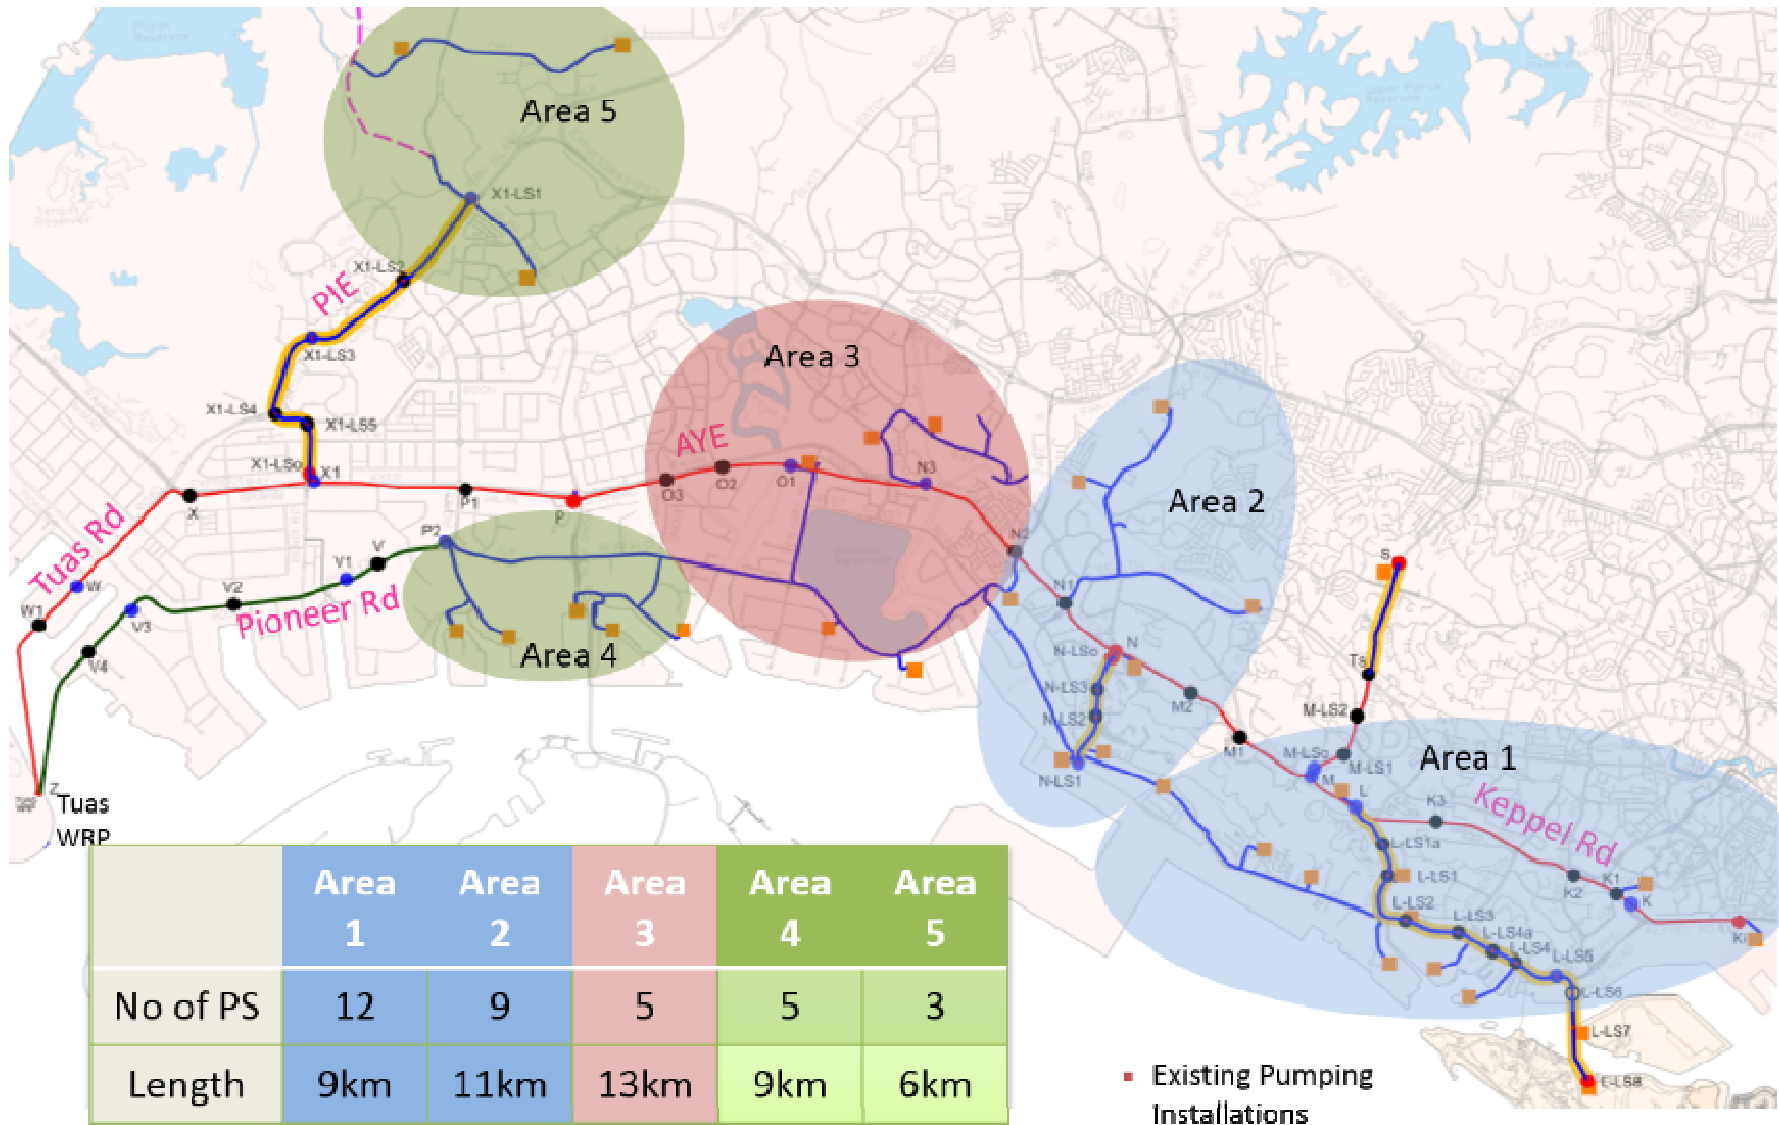 Area 5
X1-LS1
X1-LS2
PIE
X1-LS3
X1-LS4
X1-LS5
X1-LSo
X1
Area 3
AYE
O3
O2
O1
N3
X
P1
P
Area 2
Tuas Rd
W
W1
P2
V
V1
V2
V3
V4
Pioneer Rd
Area 4
N2
N1
N-LSo
N
N-LS3
N-LS2
N-LS1
M2
M1
S
M-LS2
M-LSo
M-LS1
M
Area 1
L
K3
Keppel Rd
L-LS1a
L-LS1
K2
K1
K
L-LS2
L-LS3
L-LS4a
L-LS4
L-LS5
L-LS6
L-LS7
L-LS8
Z
Tuas
WRP
Area
1
Area
2
Area
3
Area
4
Area
5
No of PS
12
9
5
5
3
Length
9km
11km
13km
9km
6km
Existing Pumping
Installations